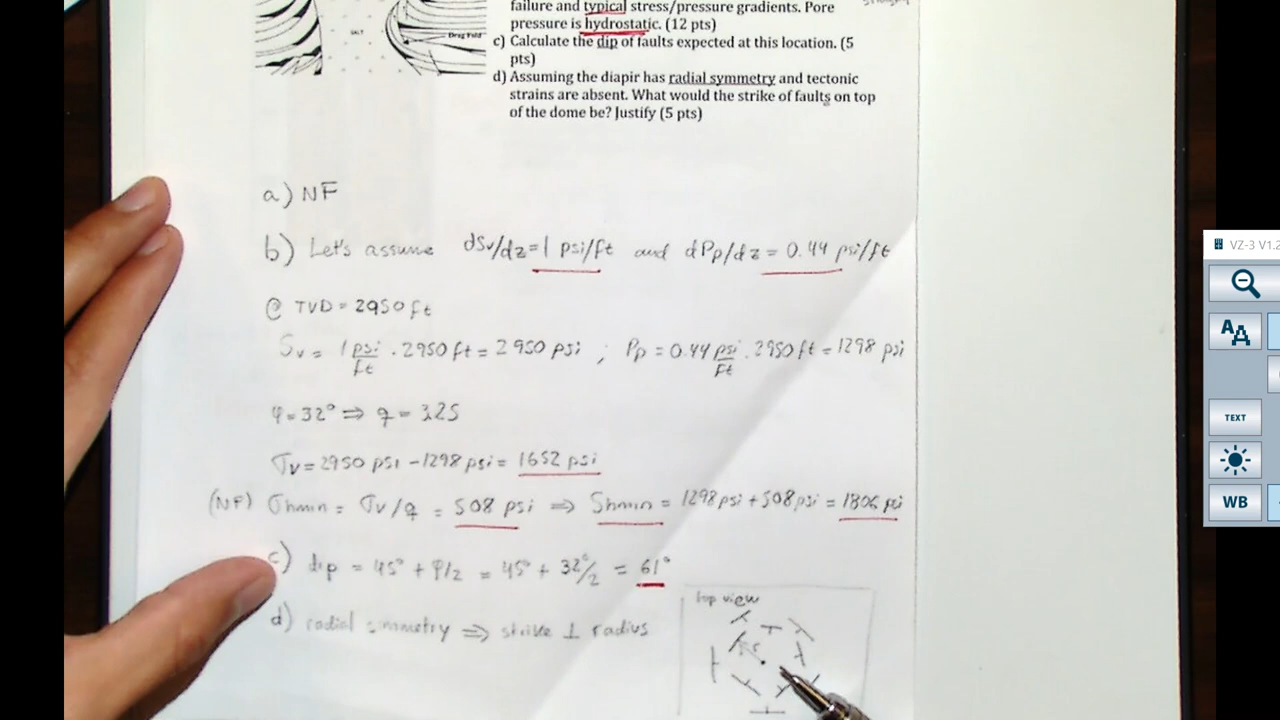 failure and typical stress/pressure gradients. Pore
pressure is hydrostatic. (12 pts)
SALT
Drag Fold
c) Calculate the dip of faults expected at this location. (5
pts)
d) Assuming the diapir has radial symmetry and tectonic
strains are absent. What would the strike of faults on top
of the dome be? Justify (5 pts)
a) NF
b) Let's assume dSv/dz = 1 psi/ft and dPp/dz = 0.44 psi/ft
@ TVD = 2950 ft
Sv = 1 psi/ft . 2950 ft = 2950 psi ; Pp = 0.44 psi/ft . 2950 ft = 1298 psi
φ = 32° ⇒ q = 3.25
σv = 2950 psi - 1298 psi = 1652 psi
(NF) σhmin = σv/q = 508 psi ⇒ Shmin = 1298 psi + 508 psi = 1806 psi
c) dip = 45° + φ/2 = 45° + 32°/2 = 61°
d) radial symmetry ⇒ strike ⊥ radius
Top view
r
VZ-3 V1.2
AA
TEXT
WB